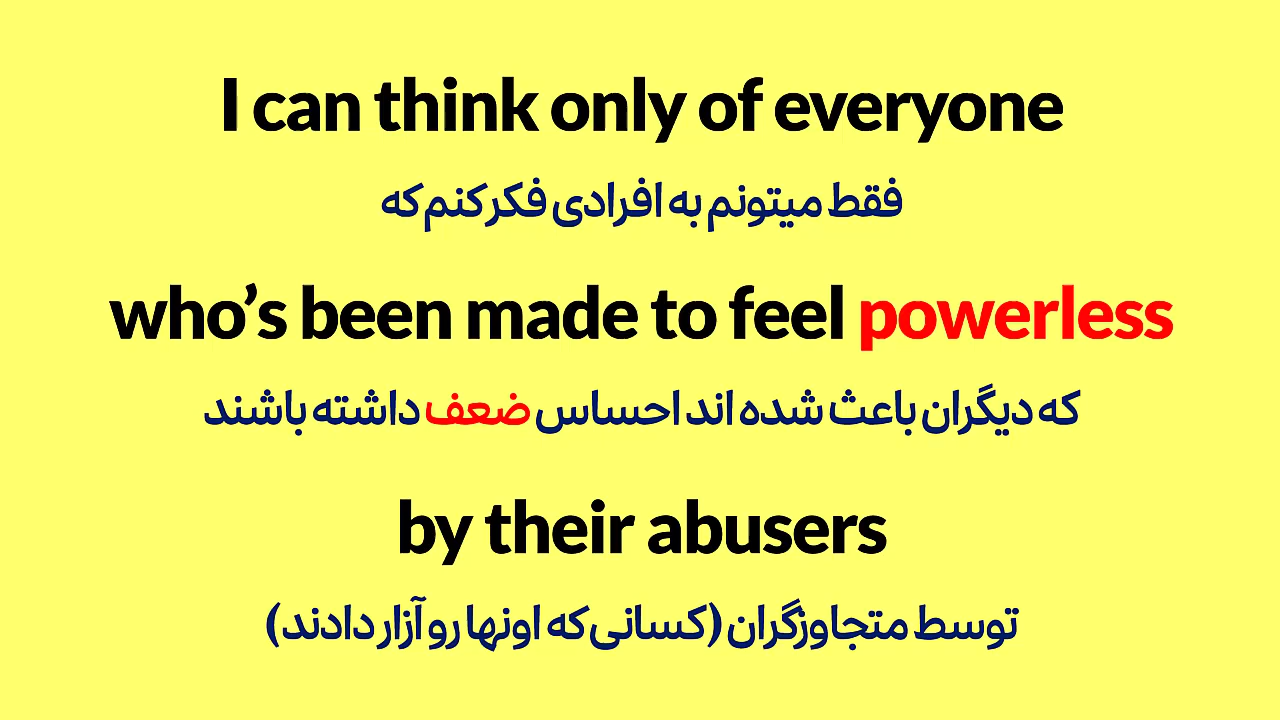 I can think only of everyone
فقط میتونم به افرادی فکر کنم که
who’s been made to feel powerless
که دیگران باعث شده اند احساس ضعف داشته باشند
by their abusers
توسط متجاوزگران (کسانی که اونها رو آزار دادند)